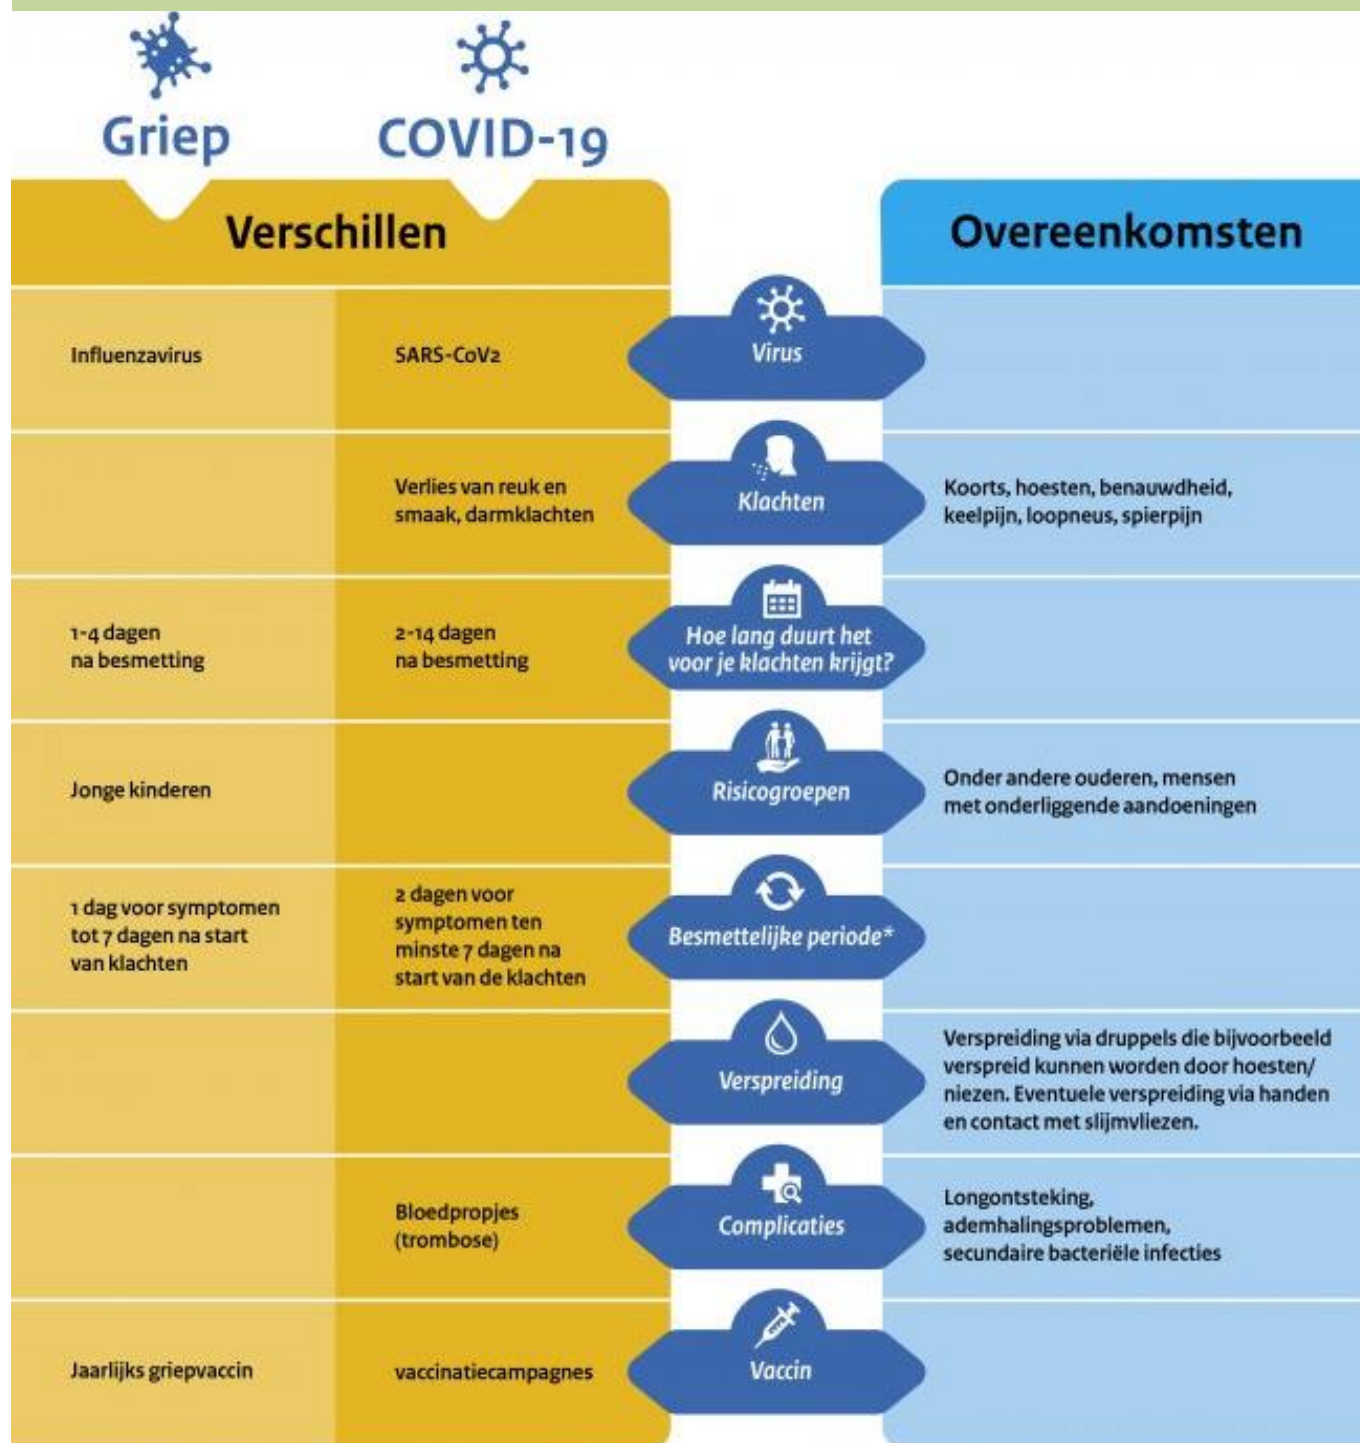 Griep
COVID-19
Verschillen
Overeenkomsten
Influenzavirus
SARS-CoV2
Virus
Verlies van reuk en
smaak, darmklachten
Klachten
Koorts, hoesten, benauwdheid,
keelpijn, loopneus, spierpijn
1-4 dagen
na besmetting
2-14 dagen
na besmetting
Hoe lang duurt het
voor je klachten krijgt?
Jonge kinderen
Risicogroepen
Onder andere ouderen, mensen
met onderliggende aandoeningen
1 dag voor symptomen
tot 7 dagen na start
van klachten
2 dagen voor
symptomen ten
minste 7 dagen na
start van de klachten
Besmettelijke periode*
Verspreiding
Verspreiding via druppels die bijvoorbeeld
verspreid kunnen worden door hoesten/
niezen. Eventuele verspreiding via handen
en contact met slijmvliezen.
Bloedpropjes
(trombose)
Complicaties
Longontsteking,
ademhalingsproblemen,
secundaire bacteriële infecties
Jaarlijks griepvaccin
vaccinatiecampagnes
Vaccin